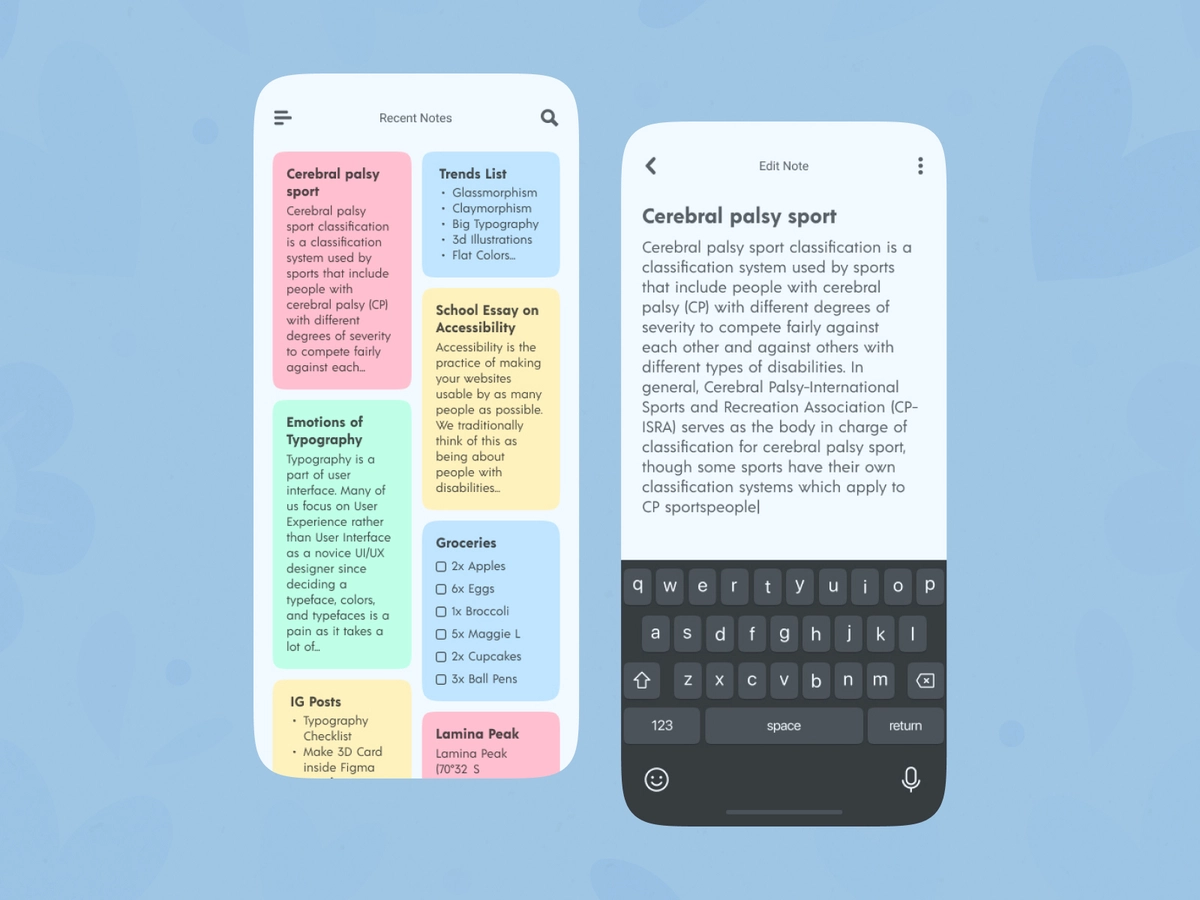 Recent Notes
Cerebral palsy
sport
Cerebral palsy
sport classification
is a classification
system used by
sports that include
people with
cerebral palsy (CP)
with different
degrees of severity
to compete fairly
against each...
Emotions of
Typography
Typography is a
part of user
interface. Many of
us focus on User
Experience rather
than User Interface
as a novice UI/UX
designer since
deciding a
typeface, colors,
and typefaces is a
pain as it takes a
lot of...
IG Posts
• Typography
Checklist
• Make 3D Card
inside Figma
Trends List
• Glassmorphism
• Claymorphism
• Big Typography
• 3d Illustrations
• Flat Colors...
School Essay on
Accessibility
Accessibility is the
practice of making
your websites
usable by as many
people as possible.
We traditionally
think of this as
being about
people with
disabilities...
Groceries
2x Apples
6x Eggs
1x Broccoli
5x Maggie L
2x Cupcakes
3x Ball Pens
Lamina Peak
Lamina Peak
(70°32 S
Edit Note
Cerebral palsy sport
Cerebral palsy sport classification is a
classification system used by sports
that include people with cerebral
palsy (CP) with different degrees of
severity to compete fairly against
each other and against others with
different types of disabilities. In
general, Cerebral Palsy-International
Sports and Recreation Association (CP-
ISRA) serves as the body in charge of
classification for cerebral palsy sport,
though some sports have their own
classification systems which apply to
CP sportspeople
q w e r t y u i o p
a s d f g h j k l
z x c v b n m
123 space return